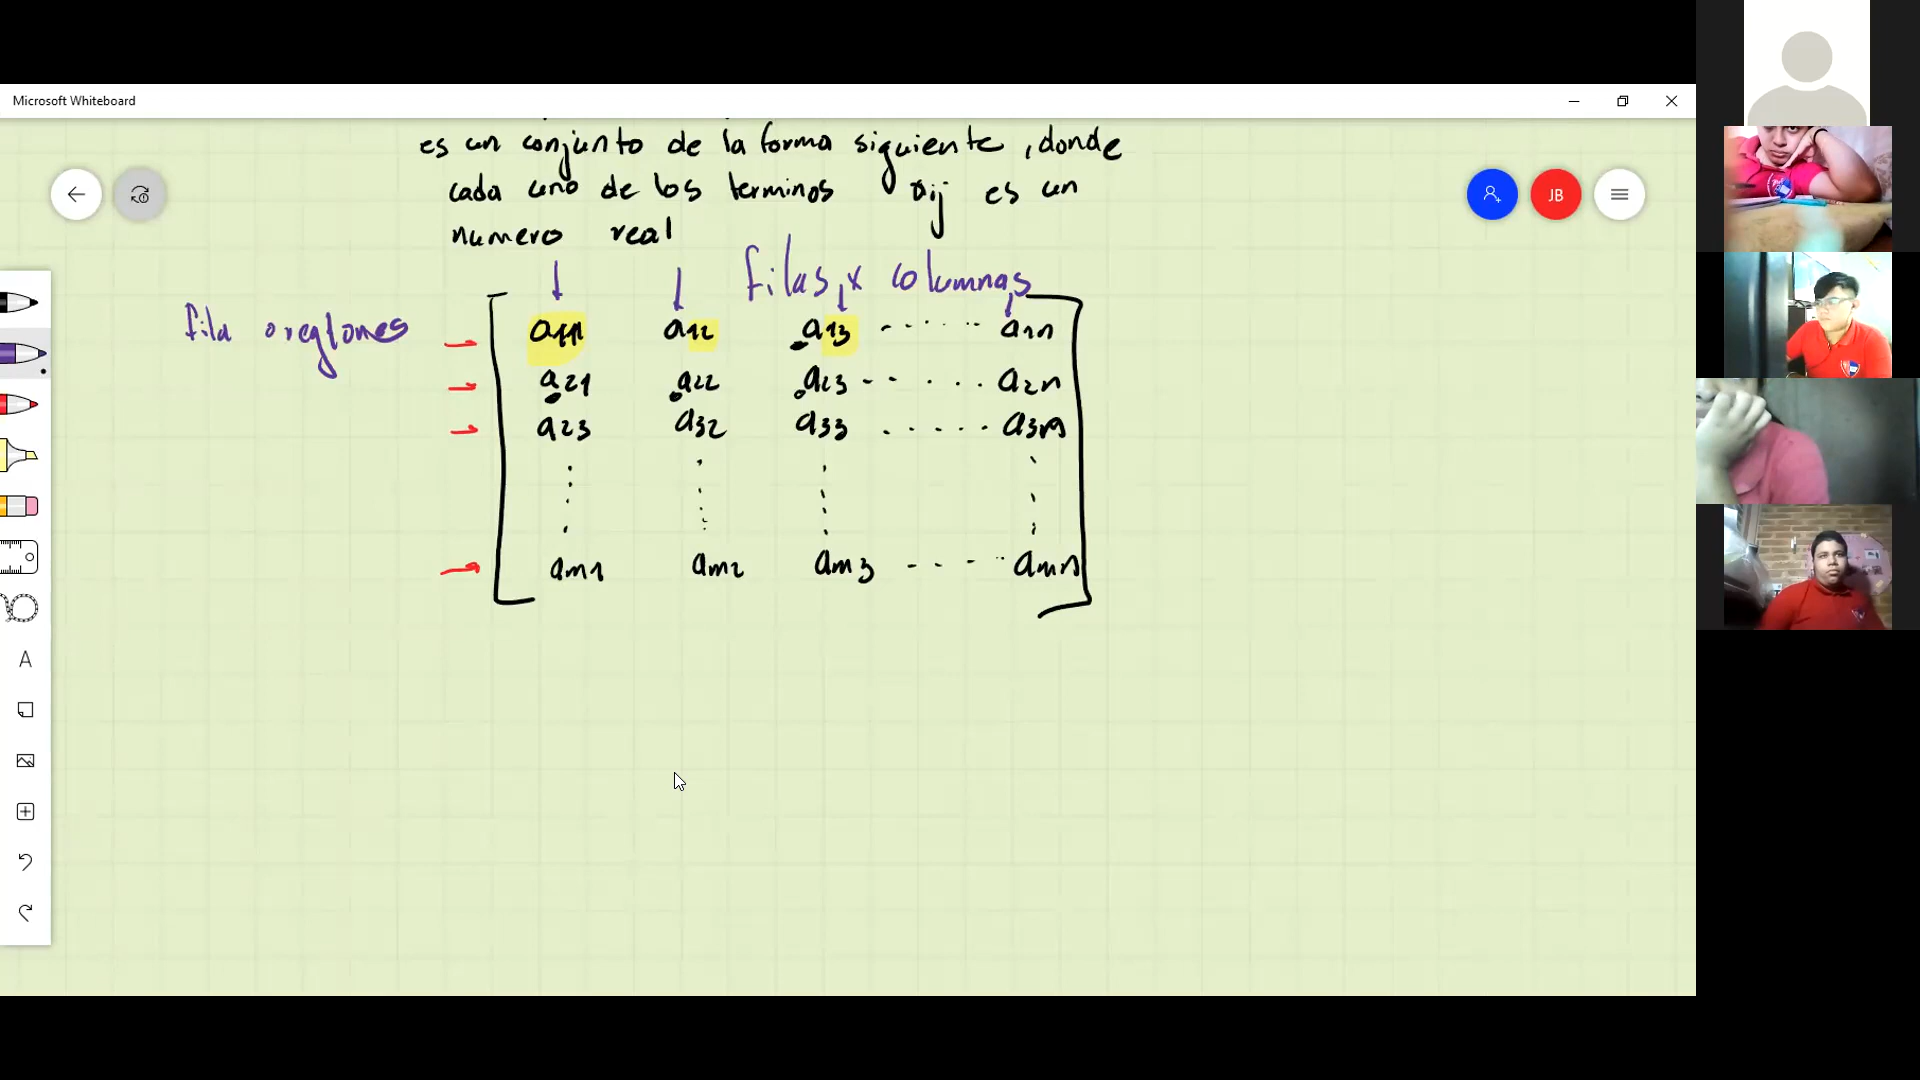 Microsoft Whiteboard
es un conjunto de la forma siguiente, donde
cada uno de los terminos aij es un
numero real
filas x columnas
fila o reglones
a11 a12 a13 ....... a1n
a21 a22 a23 -- ..... a2n
a23 a32 a33 ...... a3n
am1 am2 am3 ---- amn
JB
A